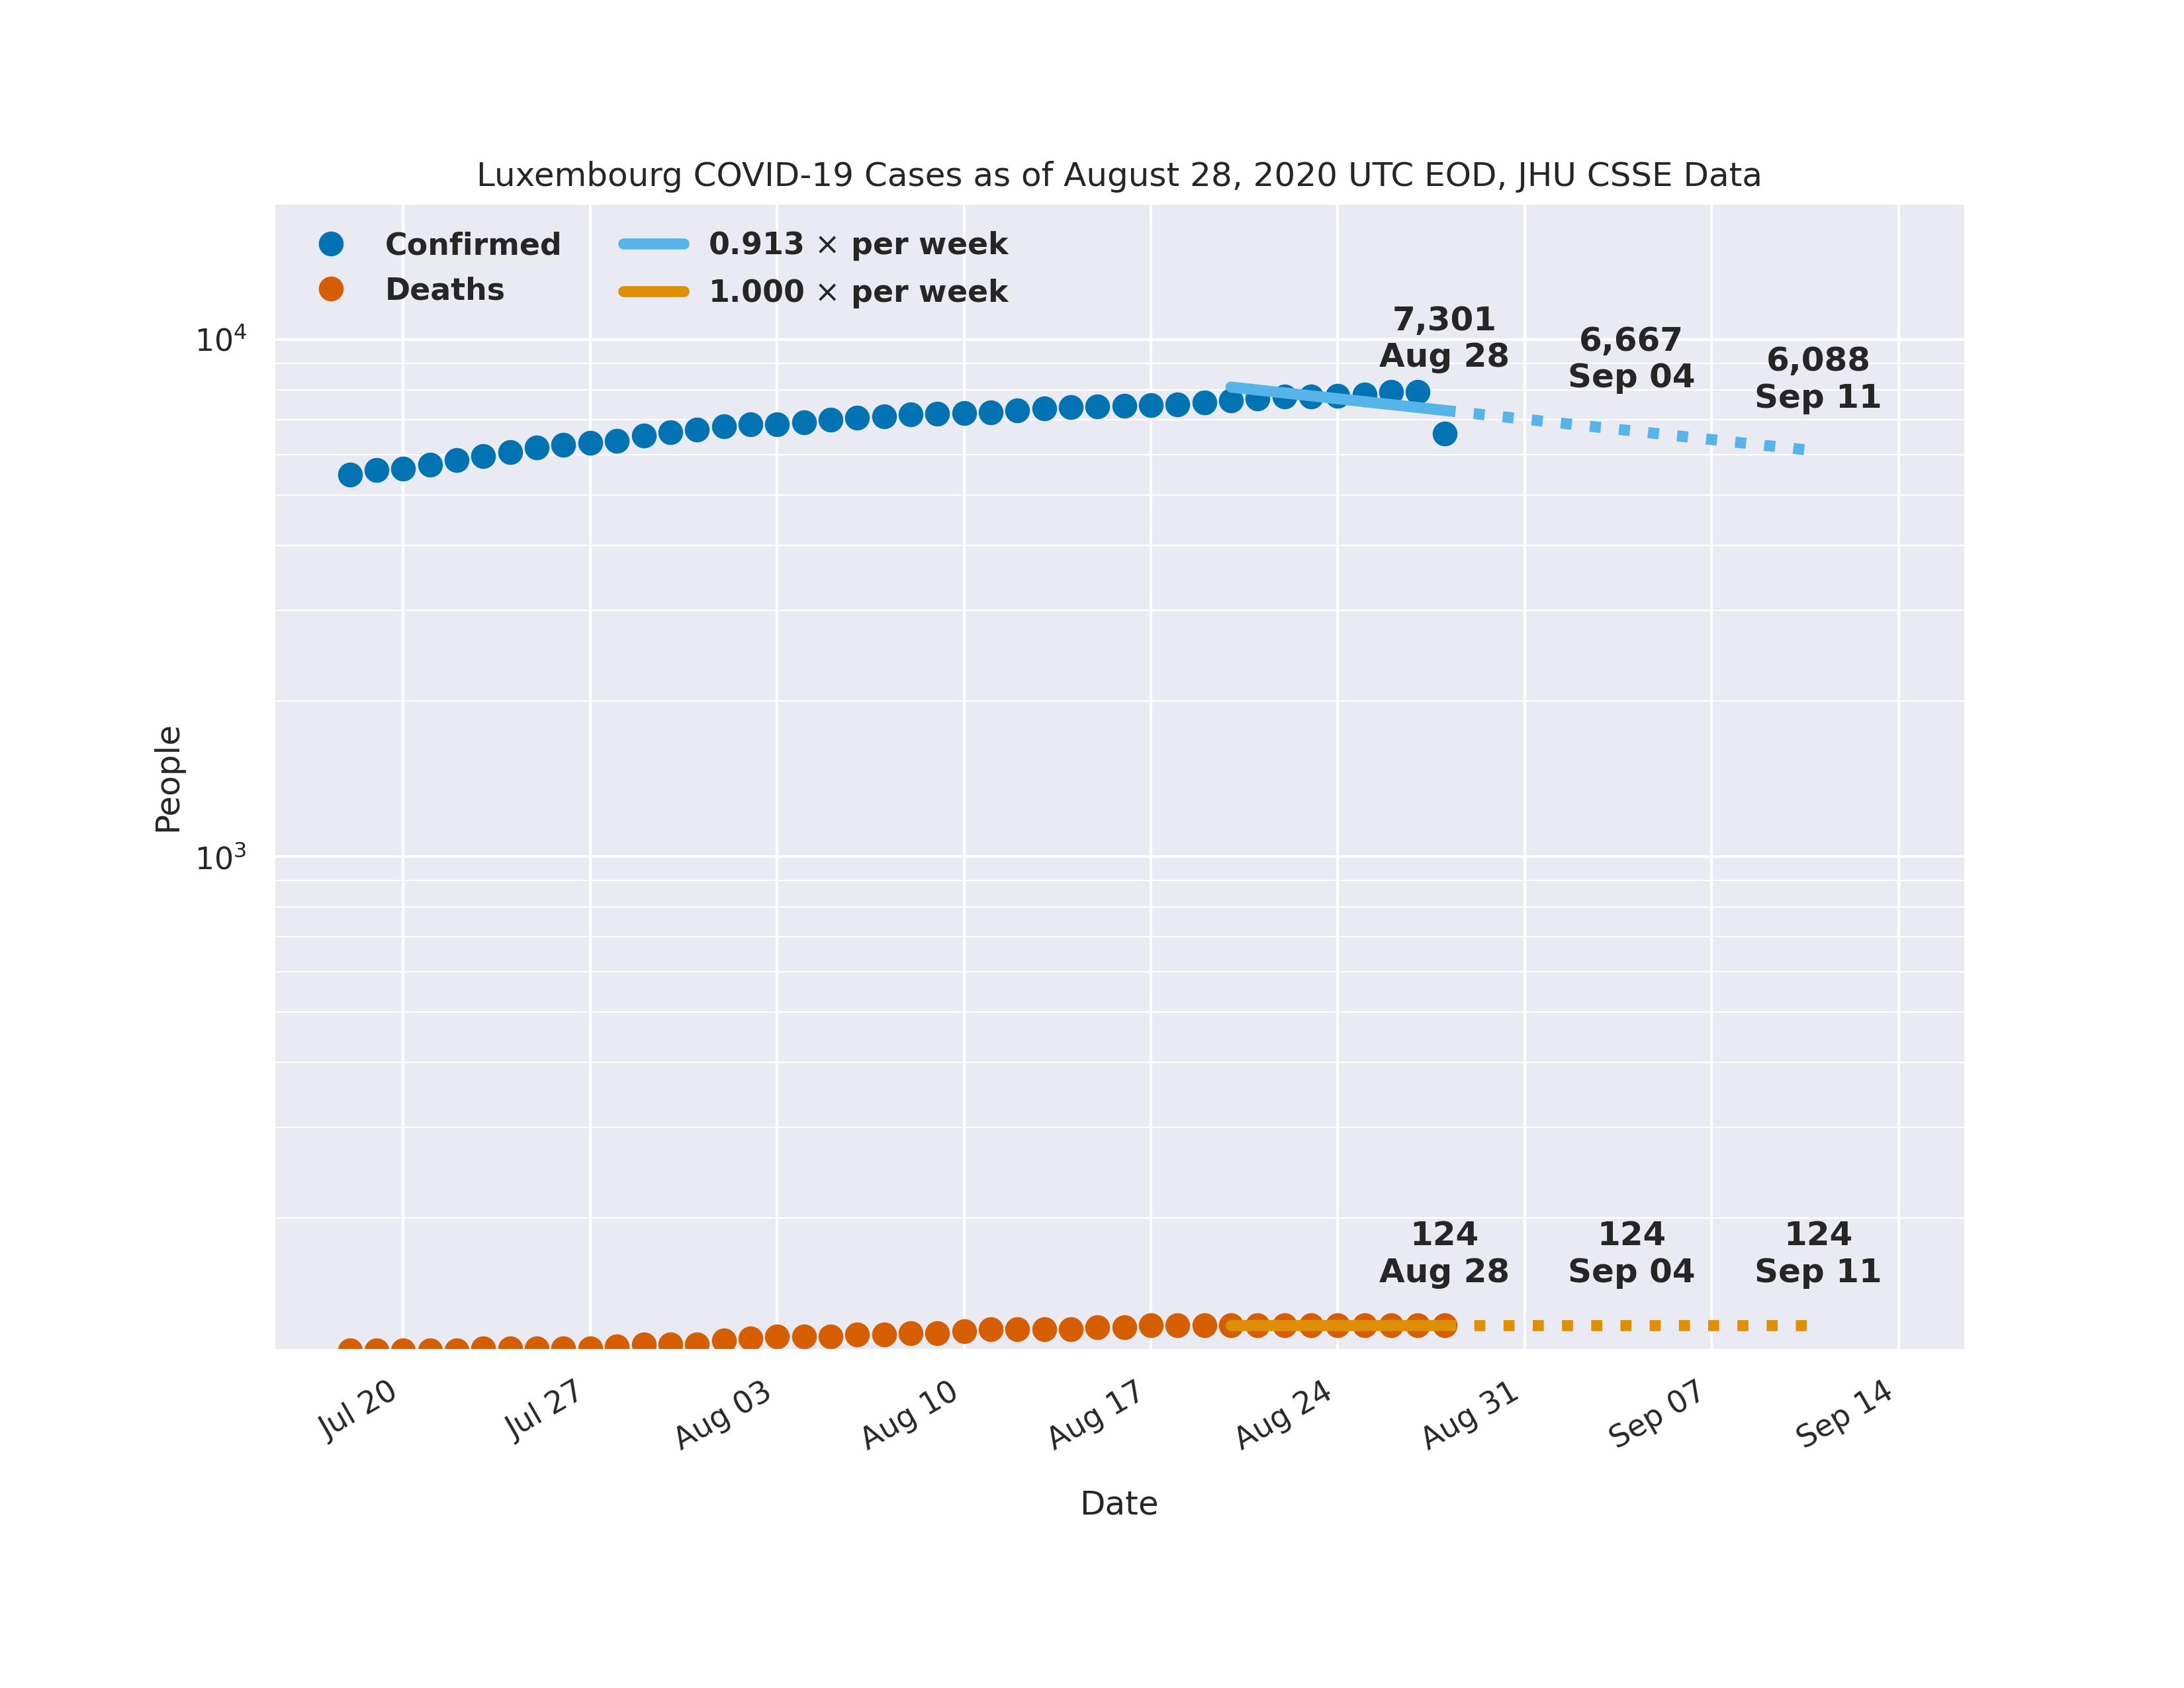 Luxembourg COVID-19 Cases as of August 28, 2020 UTC EOD, JHU CSSE Data
Confirmed
Deaths
0.913 × per week
1.000 × per week
10⁴
10³
People
7,301
Aug 28
6,667
Sep 04
6,088
Sep 11
124
Aug 28
124
Sep 04
124
Sep 11
Jul 20
Jul 27
Aug 03
Aug 10
Aug 17
Aug 24
Aug 31
Sep 07
Sep 14
Date